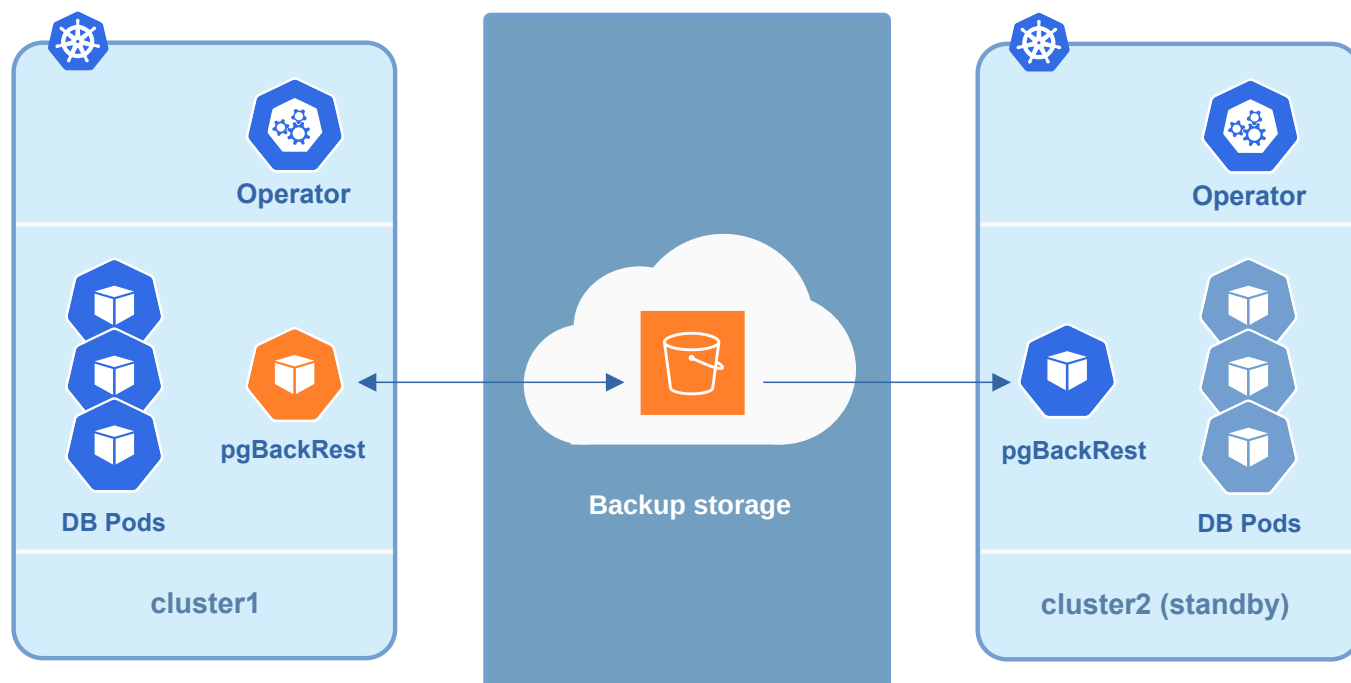 Operator
pgBackRest
DB Pods
cluster1
Backup storage
Operator
pgBackRest
DB Pods
cluster2 (standby)